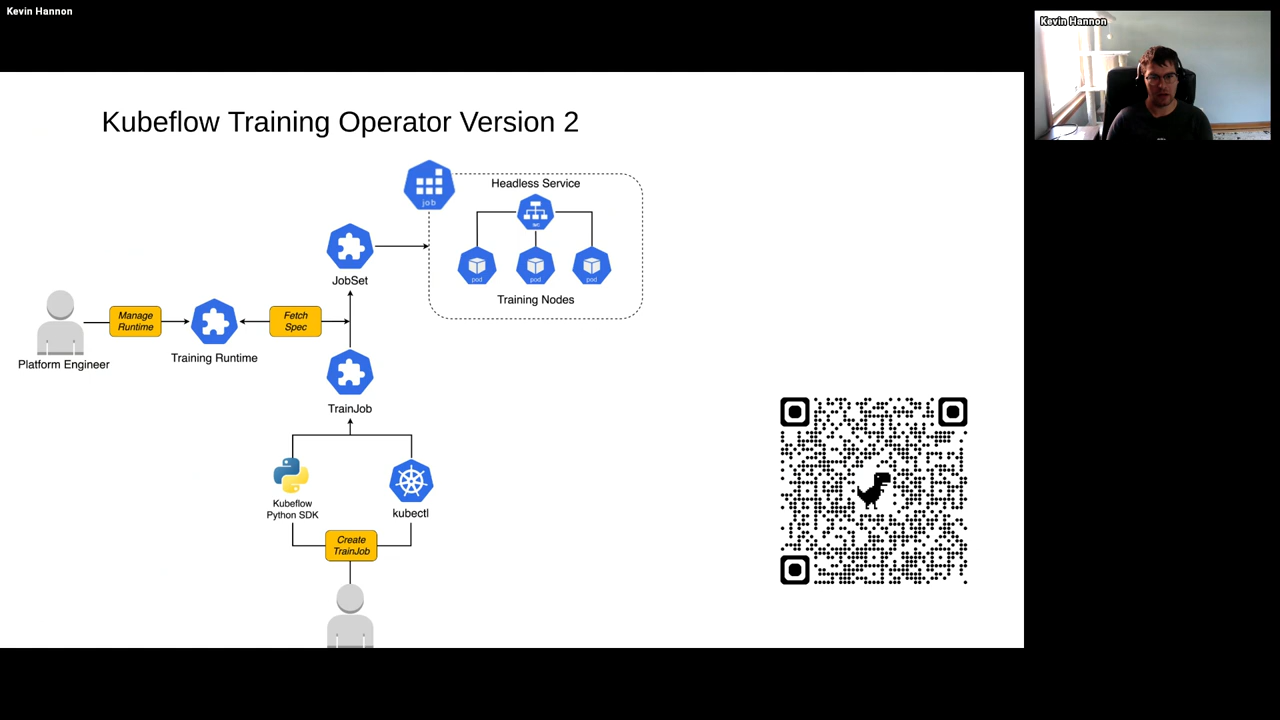 Kevin Hannon
Kevin Hannon
Kubeflow Training Operator Version 2
Headless Service
job
svc
pod
pod
pod
Training Nodes
JobSet
Manage
Runtime
Fetch
Spec
Platform Engineer
Training Runtime
TrainJob
Kubeflow
Python SDK
kubectl
Create
TrainJob